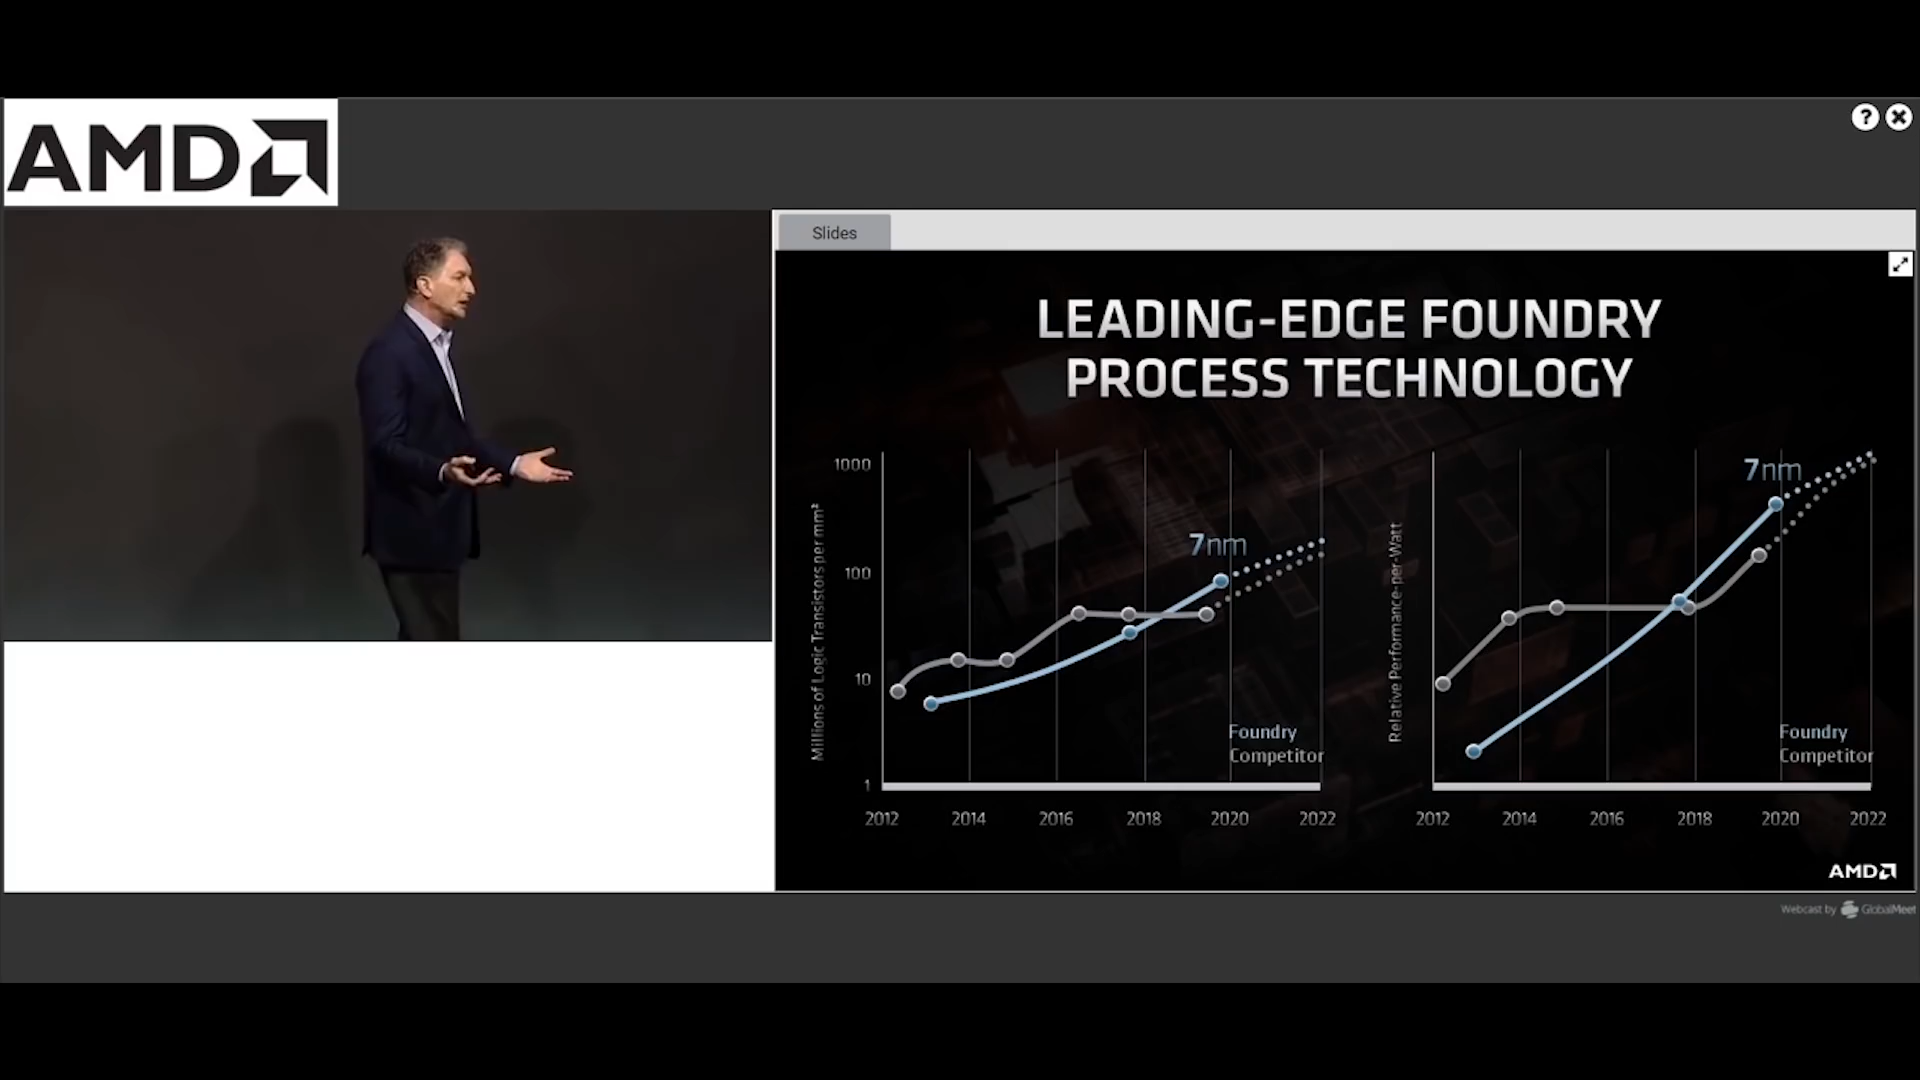 AMD
?
Slides
LEADING-EDGE FOUNDRY
PROCESS TECHNOLOGY
Millions of Logic Transistors per mm²
1000
100
10
1
7nm
Foundry
Competitor
2012 2014 2016 2018 2020 2022
Relative Performance-per-Watt
7nm
Foundry
Competitor
2012 2014 2016 2018 2020 2022
AMD
Webcast by GlobalMeet